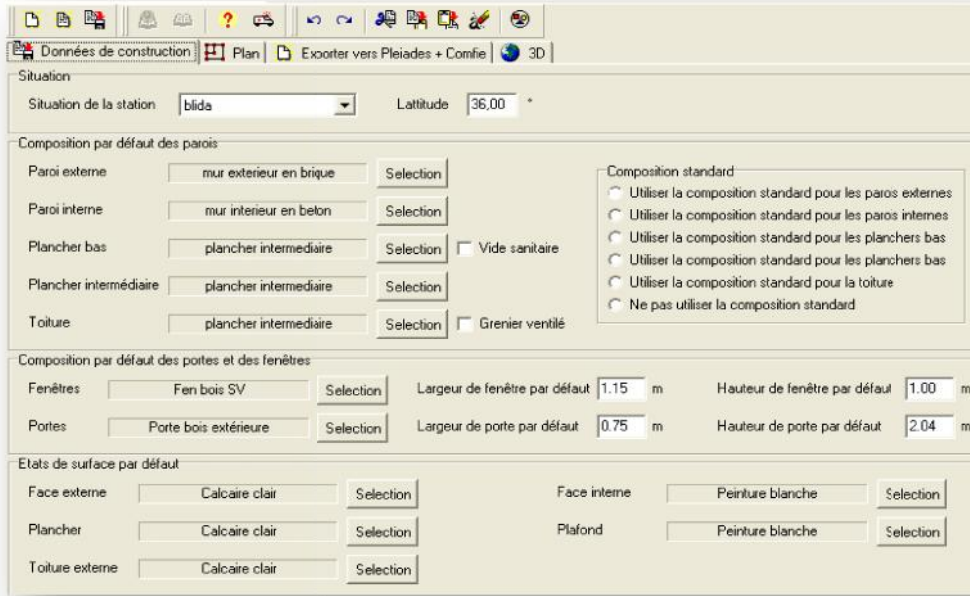 Données de construction Plan Exporter vers Pleiades + Comfie 3D
Situation
Situation de la station blida Lattitude 36,00 °
Composition par défaut des parois
Paroi externe mur exterieur en brique Selection
Paroi interne mur interieur en beton Selection
Plancher bas plancher intermediaire Selection Vide sanitaire
Plancher intermédiaire plancher intermediaire Selection
Toiture plancher intermediaire Selection Grenier ventilé
Composition standard
Utiliser la composition standard pour les paros externes
Utiliser la composition standard pour les paros internes
Utiliser la composition standard pour les planchers bas
Utiliser la composition standard pour les planchers bas
Utiliser la composition standard pour la toiture
Ne pas utiliser la composition standard
Composition par défaut des portes et des fenêtres
Fenêtres Fen bois SV Selection Largeur de fenêtre par défaut 1.15 m Hauteur de fenêtre par défaut 1.00 m
Portes Porte bois extérieure Selection Largeur de porte par défaut 0.75 m Hauteur de porte par défaut 2.04 m
Etats de surface par défaut
Face externe Calcaire clair Selection Face interne Peinture blanche Selection
Plancher Calcaire clair Selection Plafond Peinture blanche Selection
Toiture externe Calcaire clair Selection